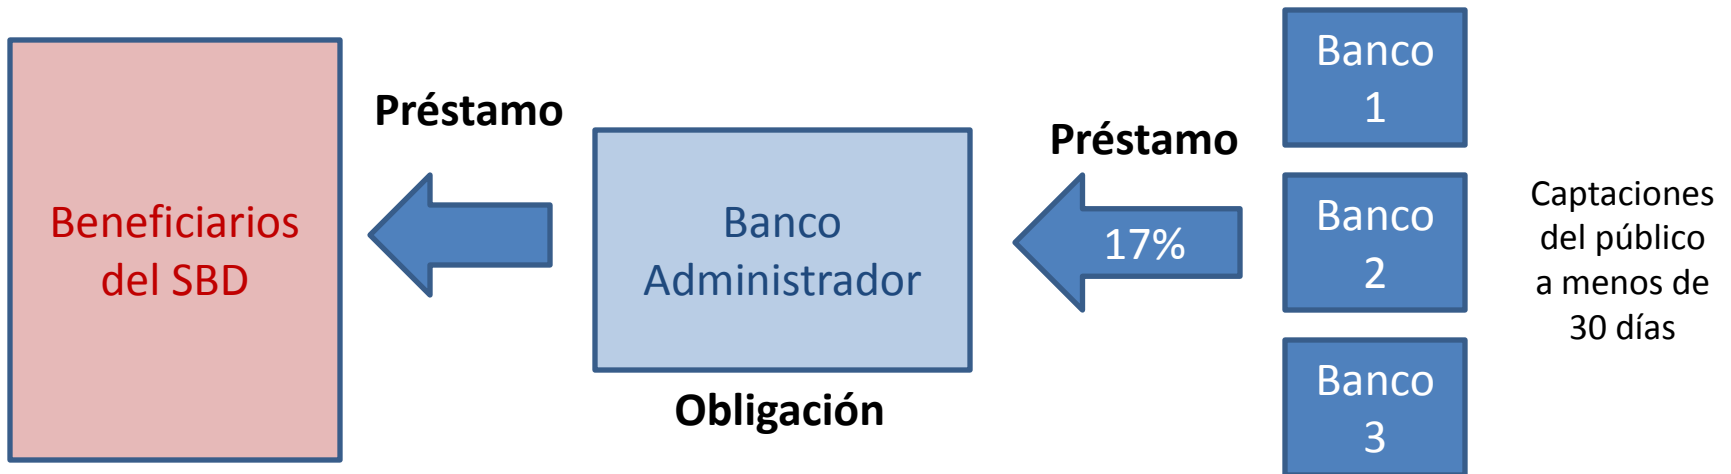 Beneficiarios
del SBD
Préstamo
Banco
Administrador
Obligación
Préstamo
17%
Banco
1
Banco
2
Banco
3
Captaciones
del público
a menos de
30 días